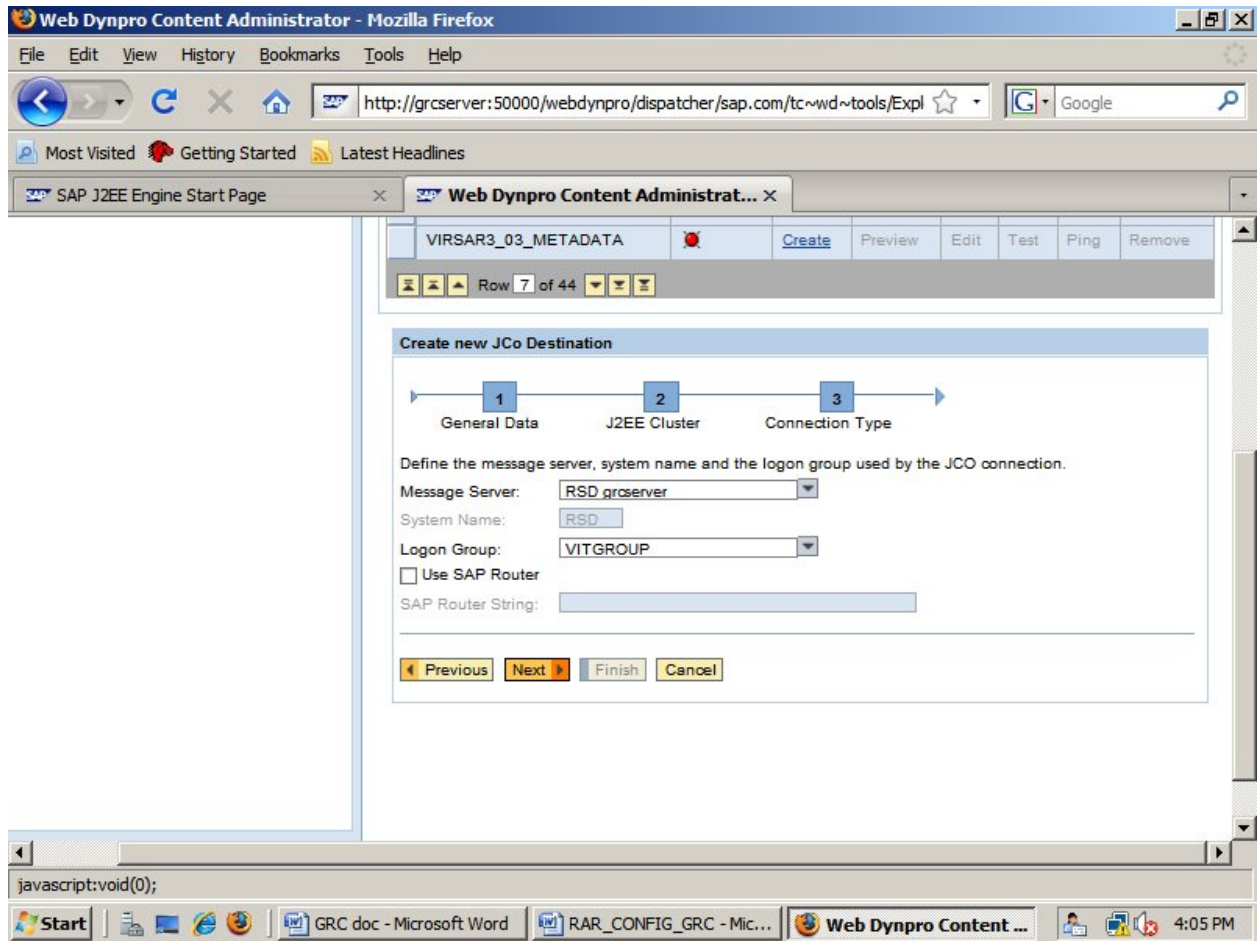 Web Dynpro Content Administrator - Mozilla Firefox
File Edit View History Bookmarks Tools Help
SAP http://grcserver:50000/webdynpro/dispatcher/sap.com/tc~wd~tools/Expl G Google
Most Visited Getting Started Latest Headlines
SAP SAP J2EE Engine Start Page SAP Web Dynpro Content Administrat...
VIRSAR3_03_METADATA Create Preview Edit Test Ping Remove
Row 7 of 44
Create new JCo Destination
1 2 3
General Data J2EE Cluster Connection Type
Define the message server, system name and the logon group used by the JCO connection.
Message Server: RSD grcserver
System Name: RSD
Logon Group: VITGROUP
Use SAP Router
SAP Router String:
Previous Next Finish Cancel
javascript:void(0);
Start GRC doc - Microsoft Word RAR_CONFIG_GRC - Mic... Web Dynpro Content ... 4:05 PM